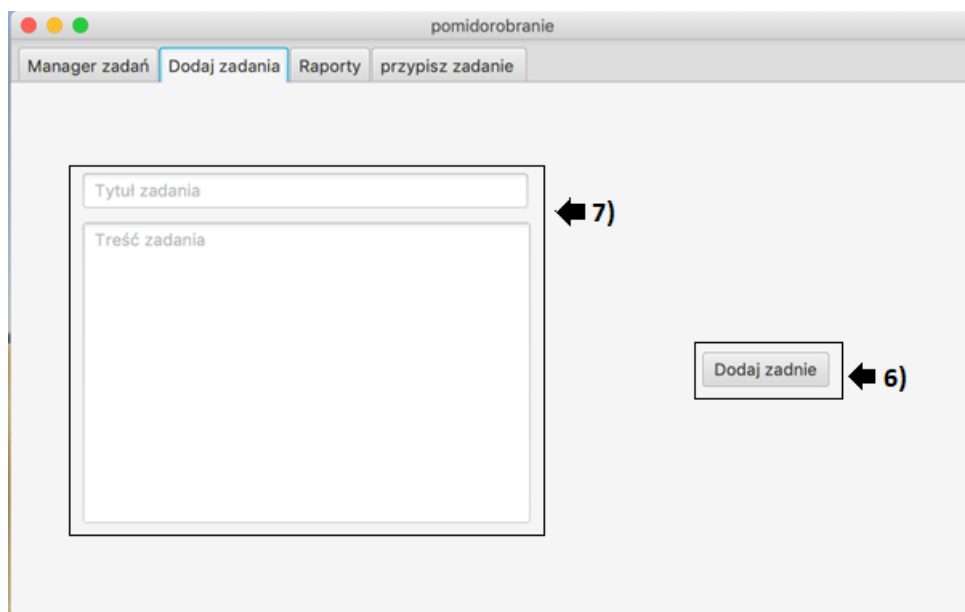 pomidorobranie
Manager zadań Dodaj zadania Raporty przypisz zadanie
Tytuł zadania
7)
Treść zadania
Dodaj zadnie
6)